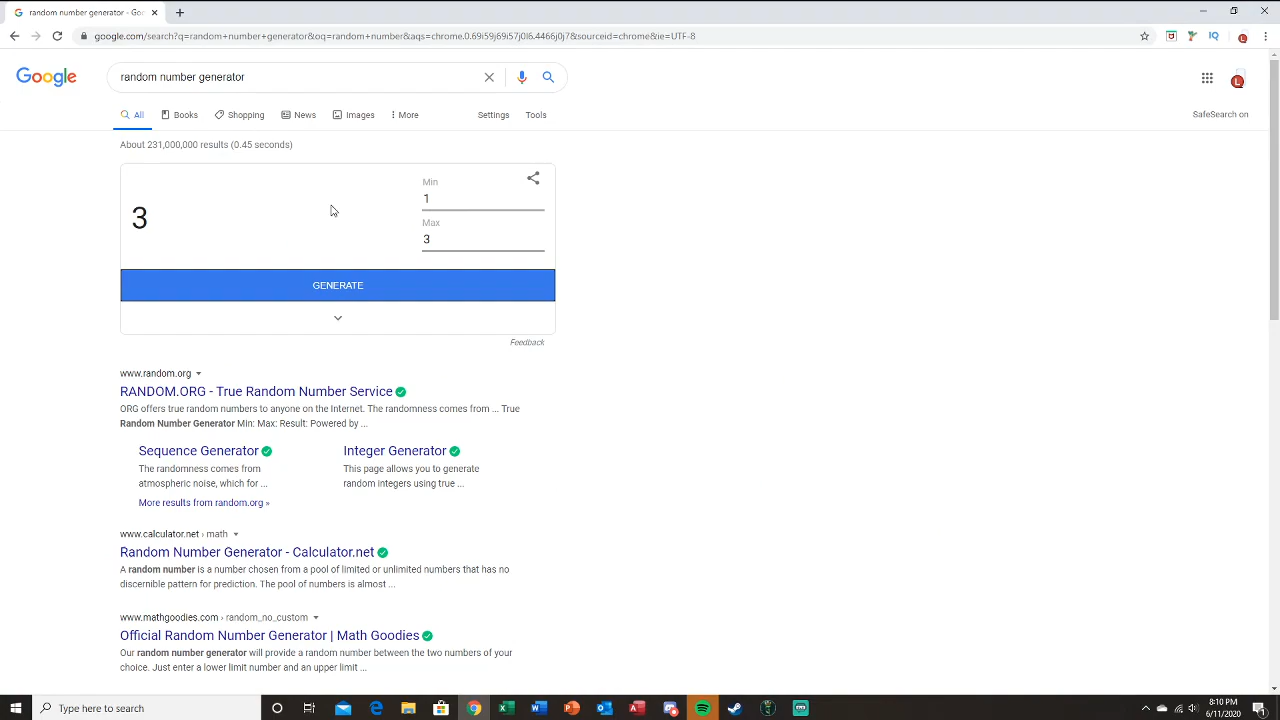 random number generator - Goo
google.com/search?q=random+number+generator&oq=random+number&aqs=chrome.0.69i59j69i57j0l6.4466j0j7&sourceid=chrome&ie=UTF-8
Google
random number generator
All Books Shopping News Images More Settings Tools
SafeSearch on
About 231,000,000 results (0.45 seconds)
Min
1
3
Max
3
GENERATE
Feedback
www.random.org
RANDOM.ORG - True Random Number Service
ORG offers true random numbers to anyone on the Internet. The randomness comes from ... True
Random Number Generator Min: Max: Result: Powered by ...
Sequence Generator
The randomness comes from
atmospheric noise, which for ...
Integer Generator
This page allows you to generate
random integers using true ...
More results from random.org »
www.calculator.net › math
Random Number Generator - Calculator.net
A random number is a number chosen from a pool of limited or unlimited numbers that has no
discernible pattern for prediction. The pool of numbers is almost ...
www.mathgoodies.com › random_no_custom
Official Random Number Generator | Math Goodies
Our random number generator will provide a random number between the two numbers of your
choice. Just enter a lower limit number and an upper limit ...
Type here to search
8:10 PM
6/11/2020